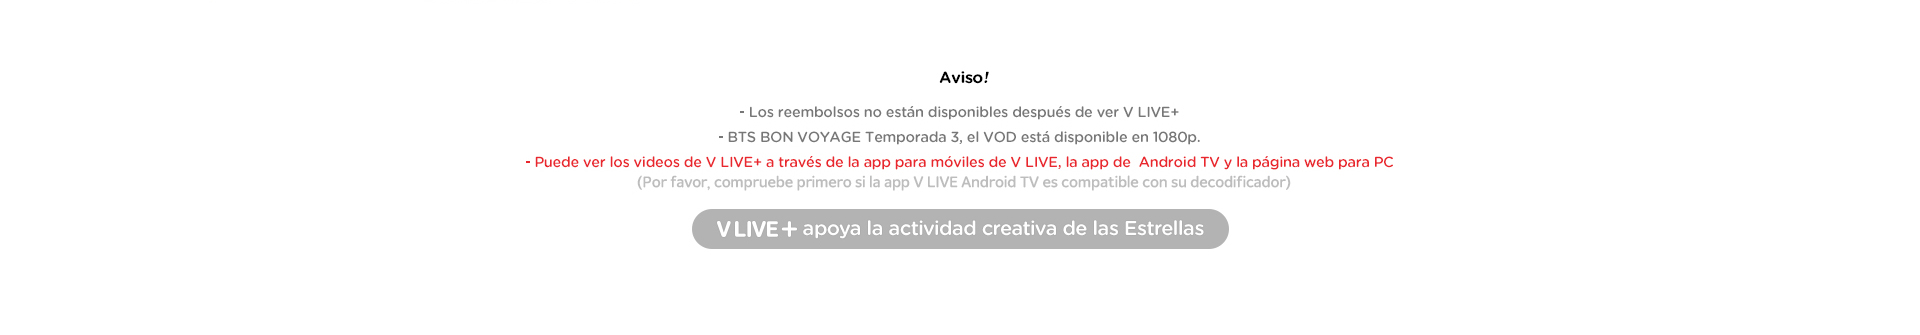 Aviso!
- Los reembolsos no están disponibles después de ver V LIVE+
- BTS BON VOYAGE Temporada 3, el VOD está disponible en 1080p.
- Puede ver los videos de V LIVE+ a través de la app para móviles de V LIVE, la app de  Android TV y la página web para PC
(Por favor, compruebe primero si la app V LIVE Android TV es compatible con su decodificador)
V LIVE+ apoya la actividad creativa de las Estrellas